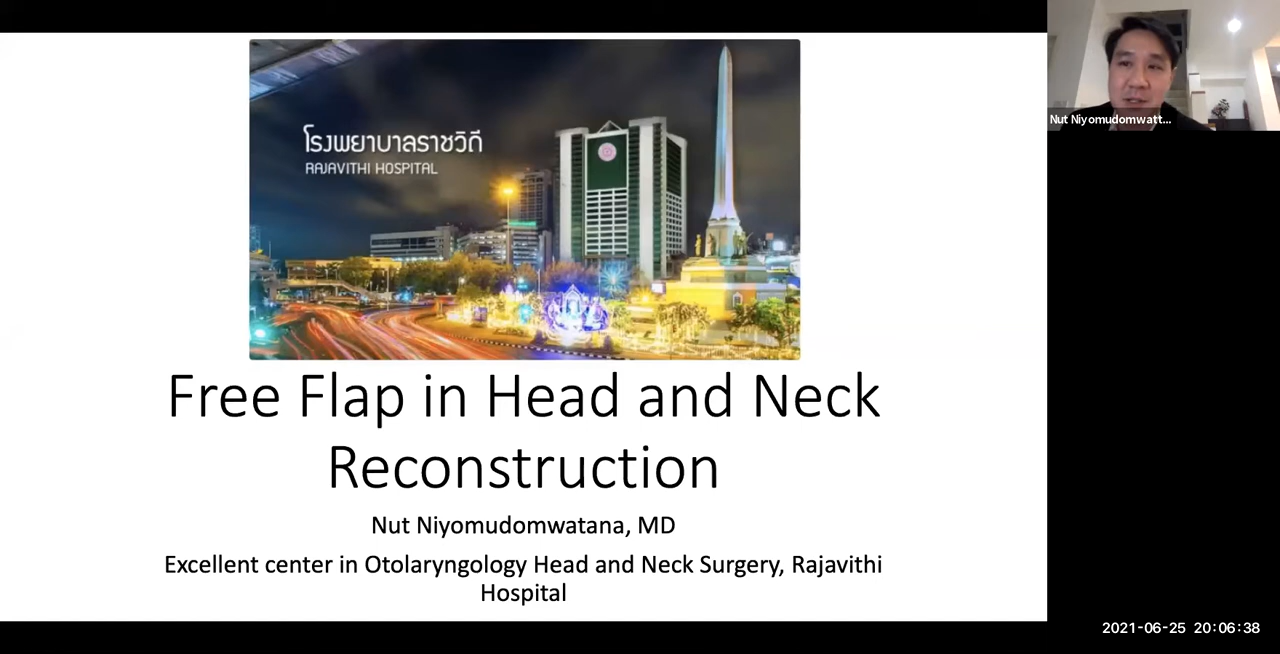 โรงพยาบาลราชวิถี
RAJAVITHI HOSPITAL
Free Flap in Head and Neck
Reconstruction
Nut Niyomudomwatana, MD
Excellent center in Otolaryngology Head and Neck Surgery, Rajavithi
Hospital
Nut Niyomudomwatt...
2021-06-25 20:06:38